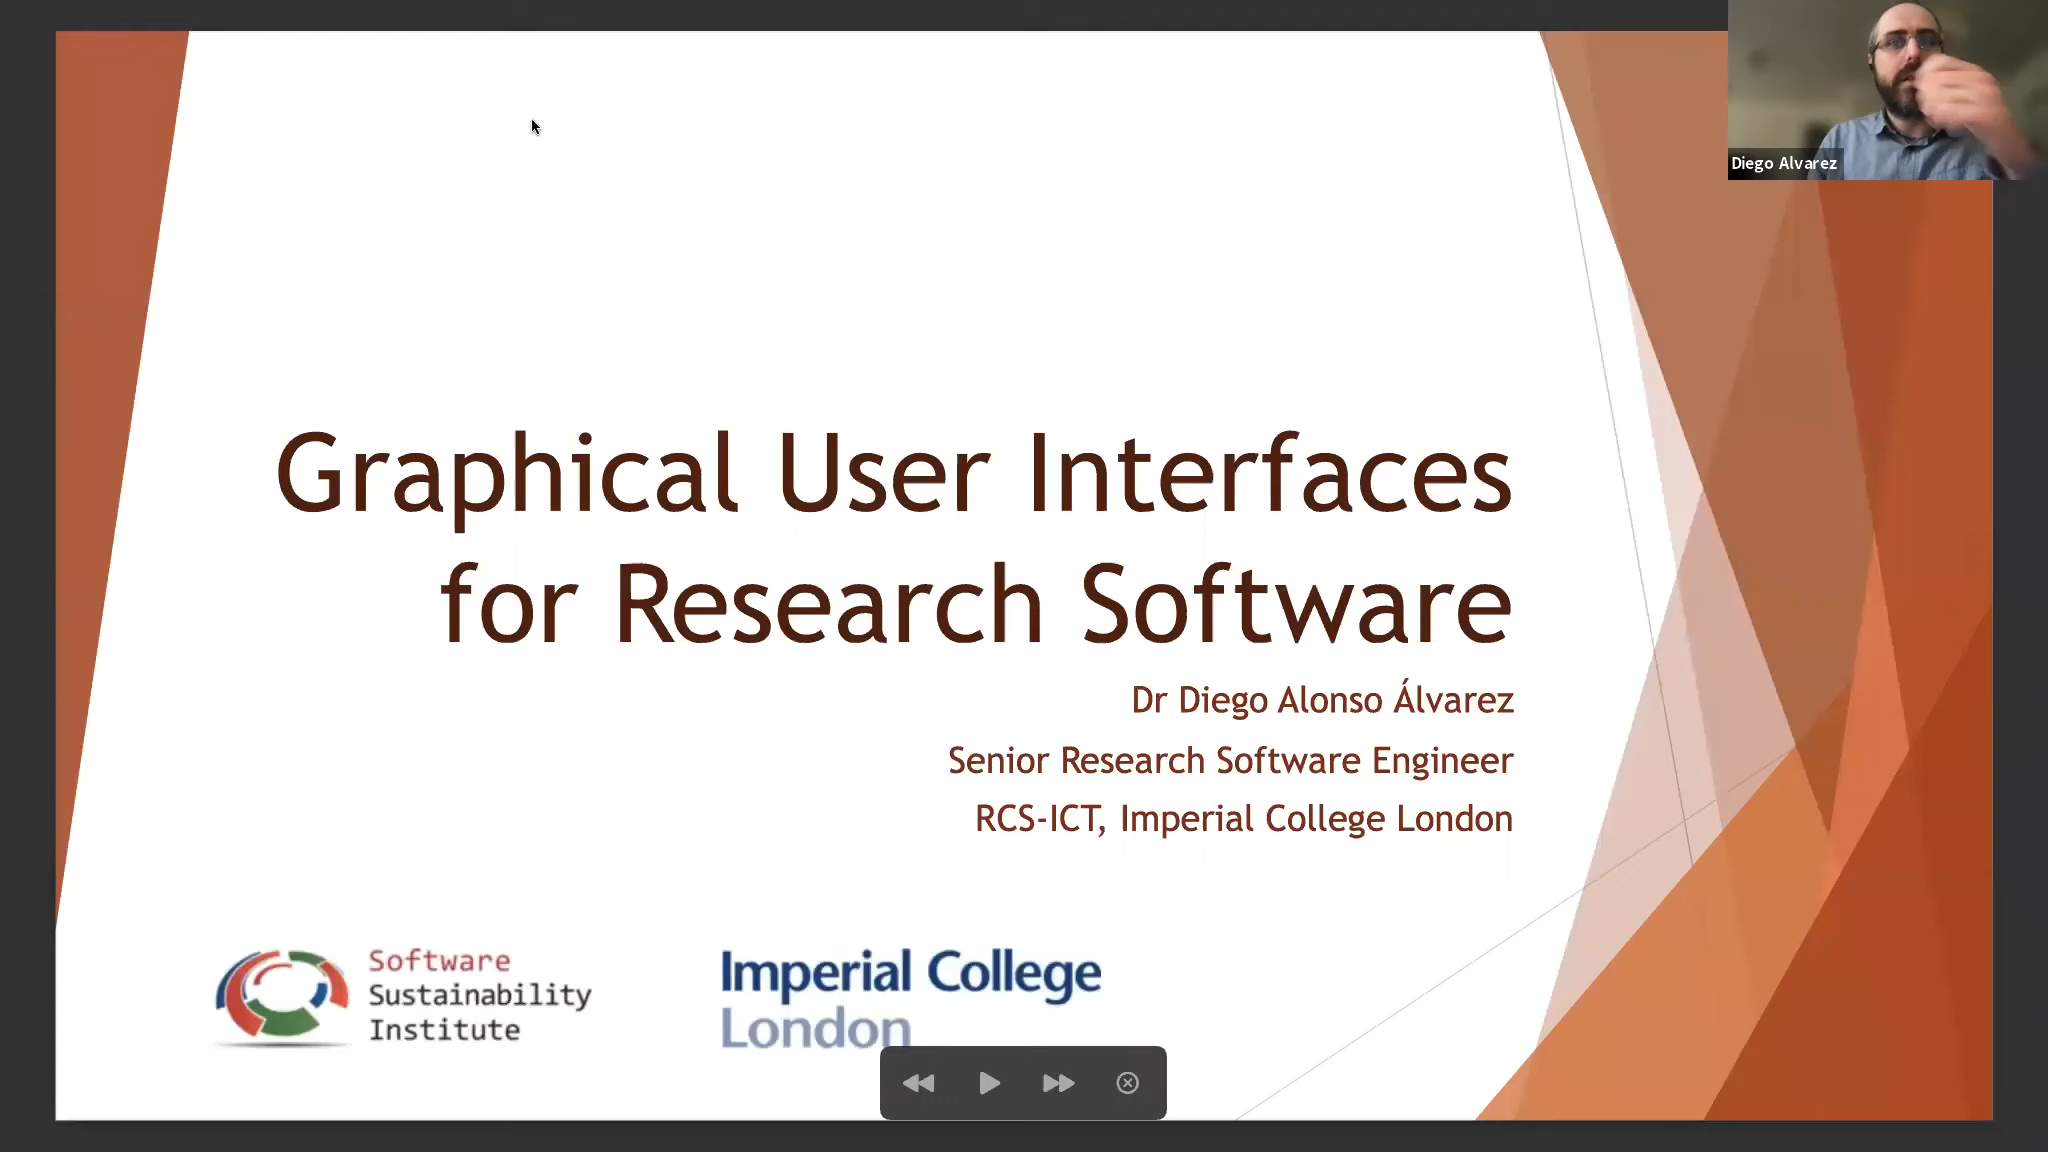 Diego Alvarez
Graphical User Interfaces
for Research Software
Dr Diego Alonso Álvarez
Senior Research Software Engineer
RCS-ICT, Imperial College London
Software
Sustainability
Institute
Imperial College
London